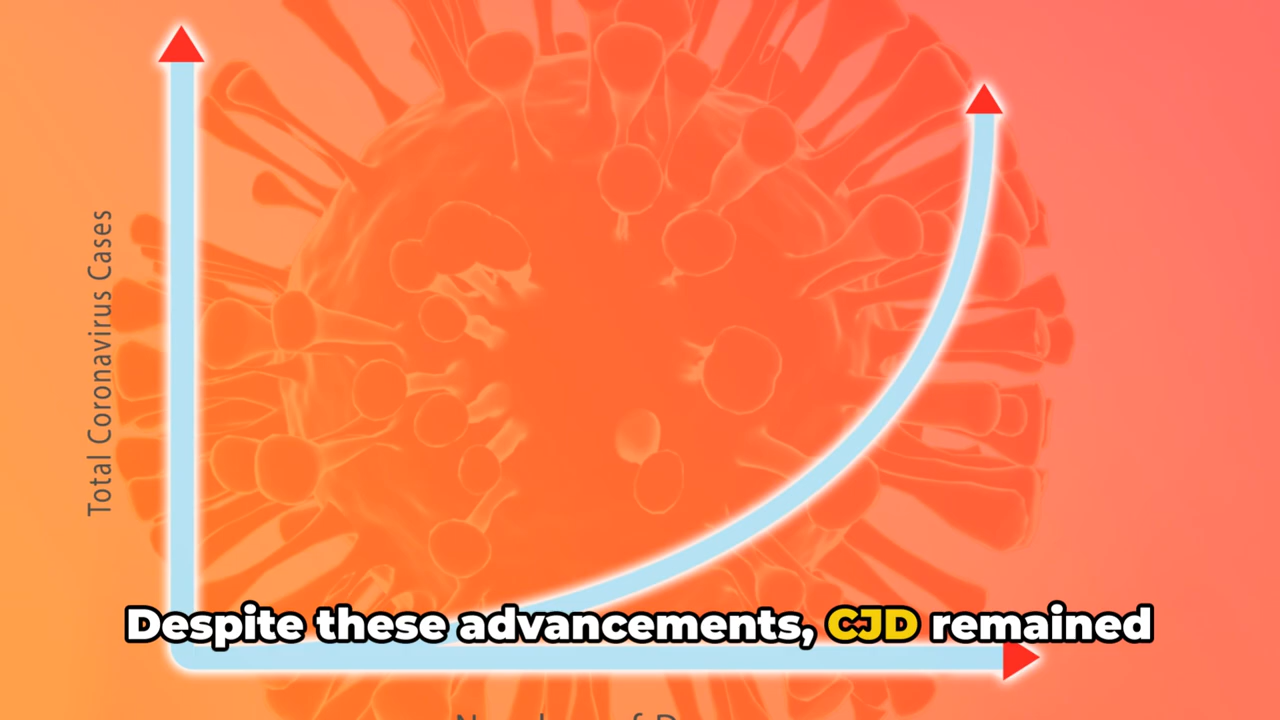 Total Coronavirus Cases
Despite these advancements, CJD remained